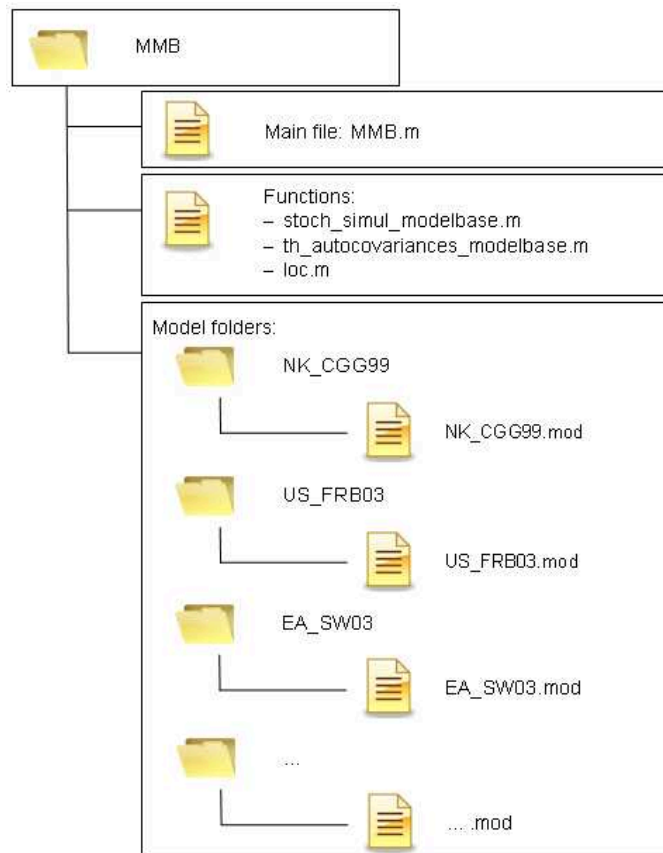 MMB
Main file: MMB.m
Functions:
– stoch_simul_modelbase.m
– th_autocovariances_modelbase.m
– loc.m
Model folders:
NK_CGG99
NK_CGG99.mod
US_FRB03
US_FRB03.mod
EA_SW03
EA_SW03.mod
...
... .mod